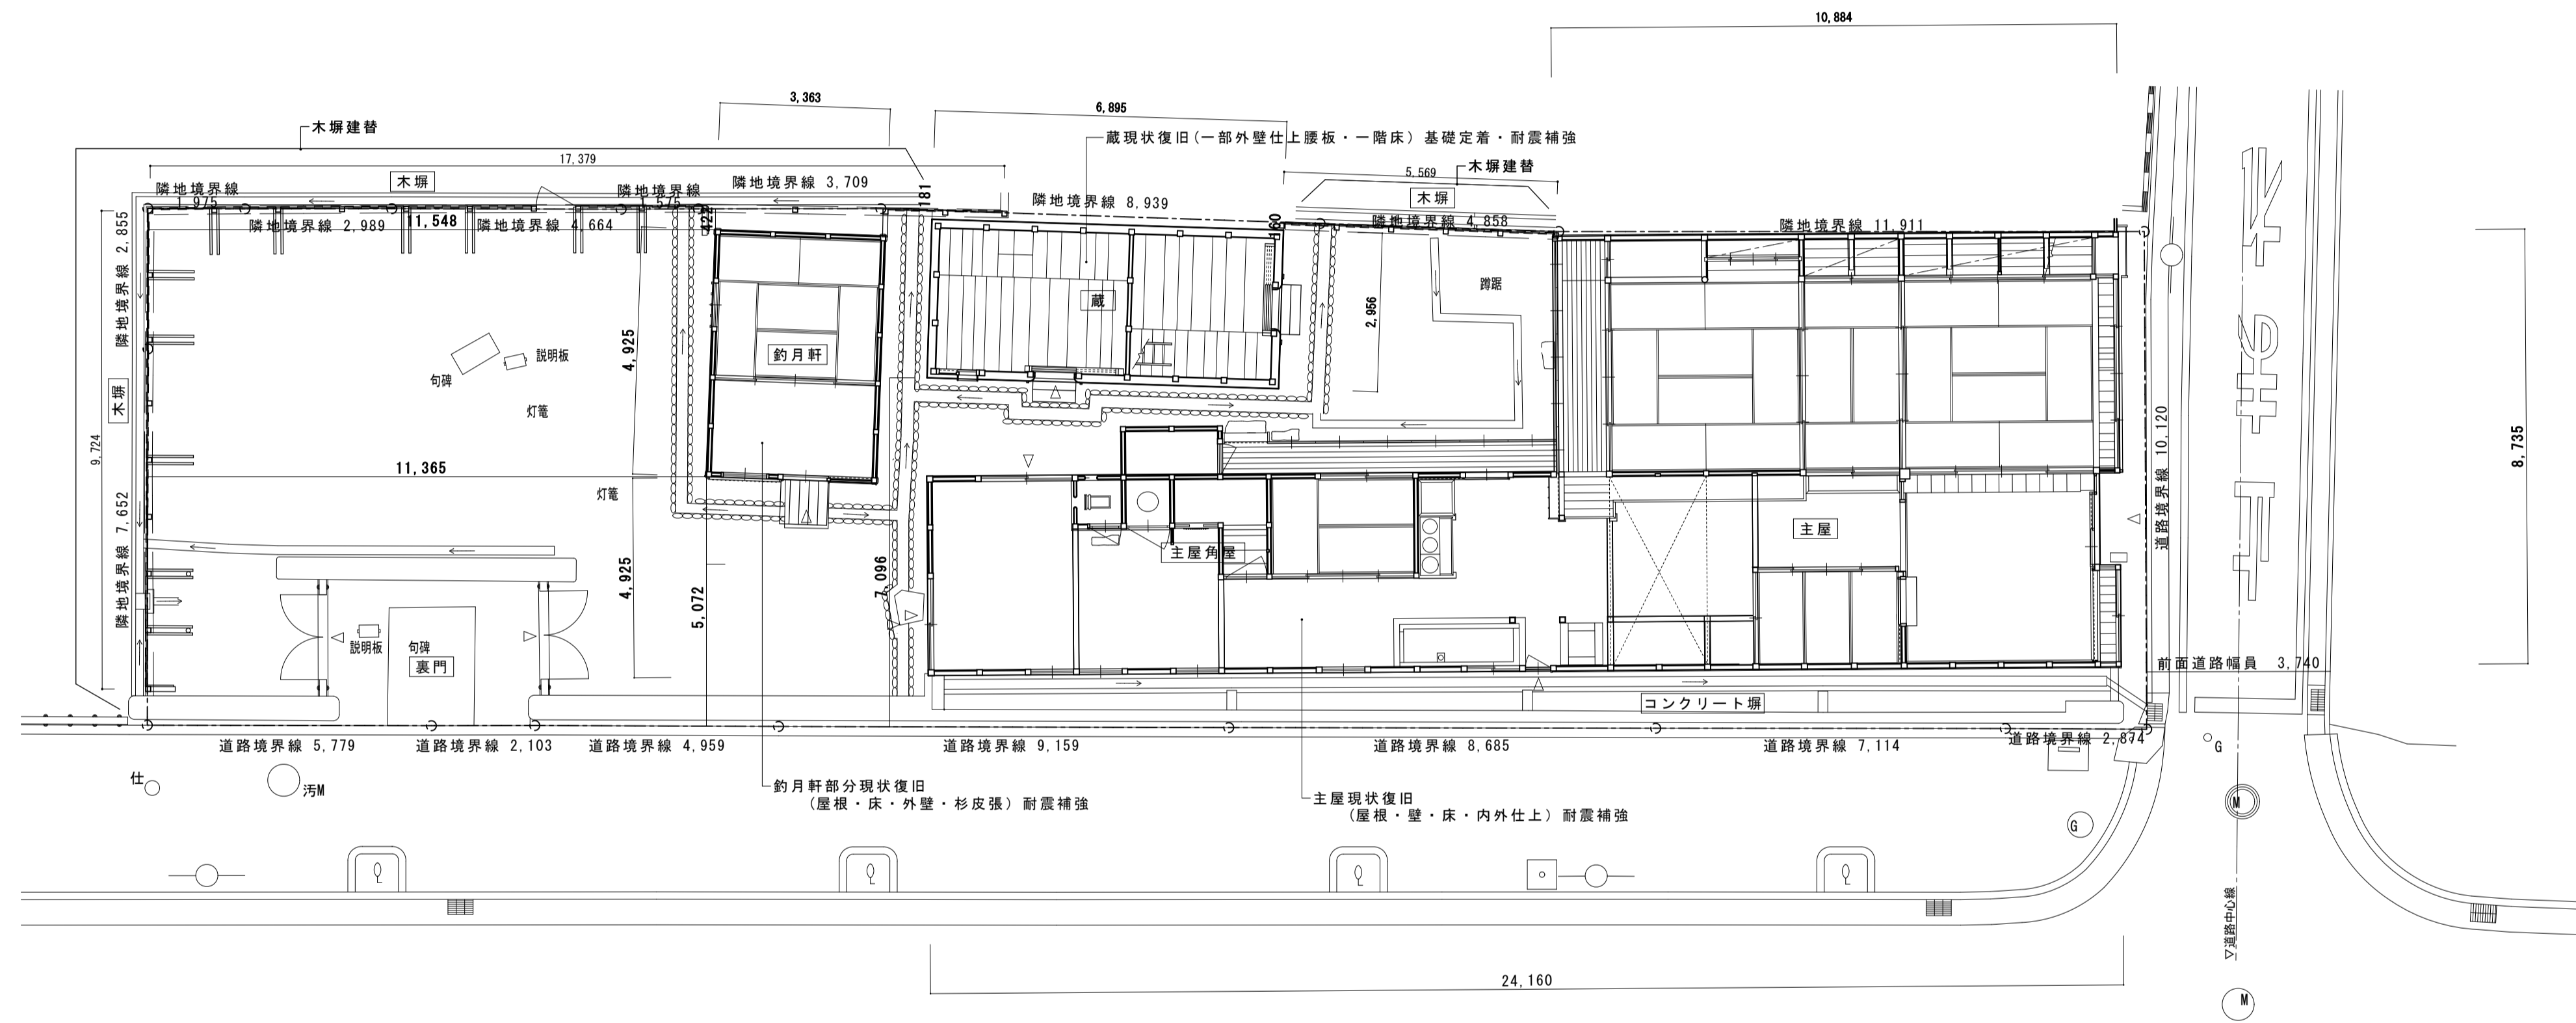 10,884
3,363
6,895
木塀建替
蔵現状復旧(一部外壁仕上腰板・一階床) 基礎定着・耐震補強
17,379
木塀建替
5,569
木塀
隣地境界線
1,975
隣地境界線
1,575
隣地境界線 3,709
181
隣地境界線 8,939
木塀
隣地境界線 2,989
11,548
隣地境界線 4,664
422
160
隣地境界線 4,858
隣地境界線 11,911
隣地境界線 2,855
蹲踞
蔵
2,956
4,925
釣月軒
説明板
句碑
灯篭
木塀
9,724
11,365
灯篭
隣地境界線 7,652
道路境界線 10,120
8,735
主屋
主屋角屋
7,096
4,925
5,072
説明板
句碑
裏門
前面道路幅員 3,740
コンクリート塀
道路境界線 5,779
道路境界線 2,103
道路境界線 4,959
道路境界線 9,159
道路境界線 8,685
道路境界線 7,114
道路境界線 2,874
G
仕
汚M
釣月軒部分現状復旧
(屋根・床・外壁・杉皮張) 耐震補強
主屋現状復旧
(屋根・壁・床・内外仕上) 耐震補強
M
G
▽道路中心線
24,160
M